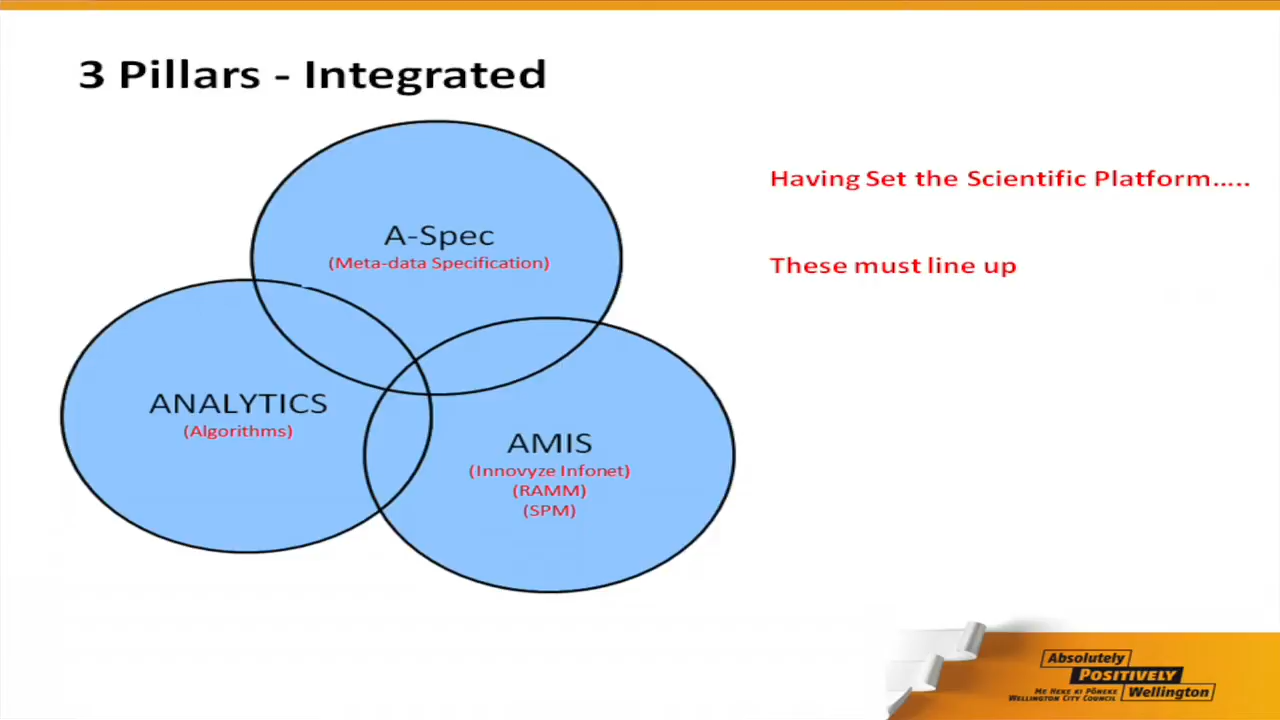 3 Pillars - Integrated
Having Set the Scientific Platform.....
These must line up
A-Spec
(Meta-data Specification)
ANALYTICS
(Algorithms)
AMIS
(Innovyze Infonet)
(RAMM)
(SPM)
Absolutely
POSITIVELY
ME HEKE KI PŌNEKE
WELLINGTON CITY COUNCIL
Wellington